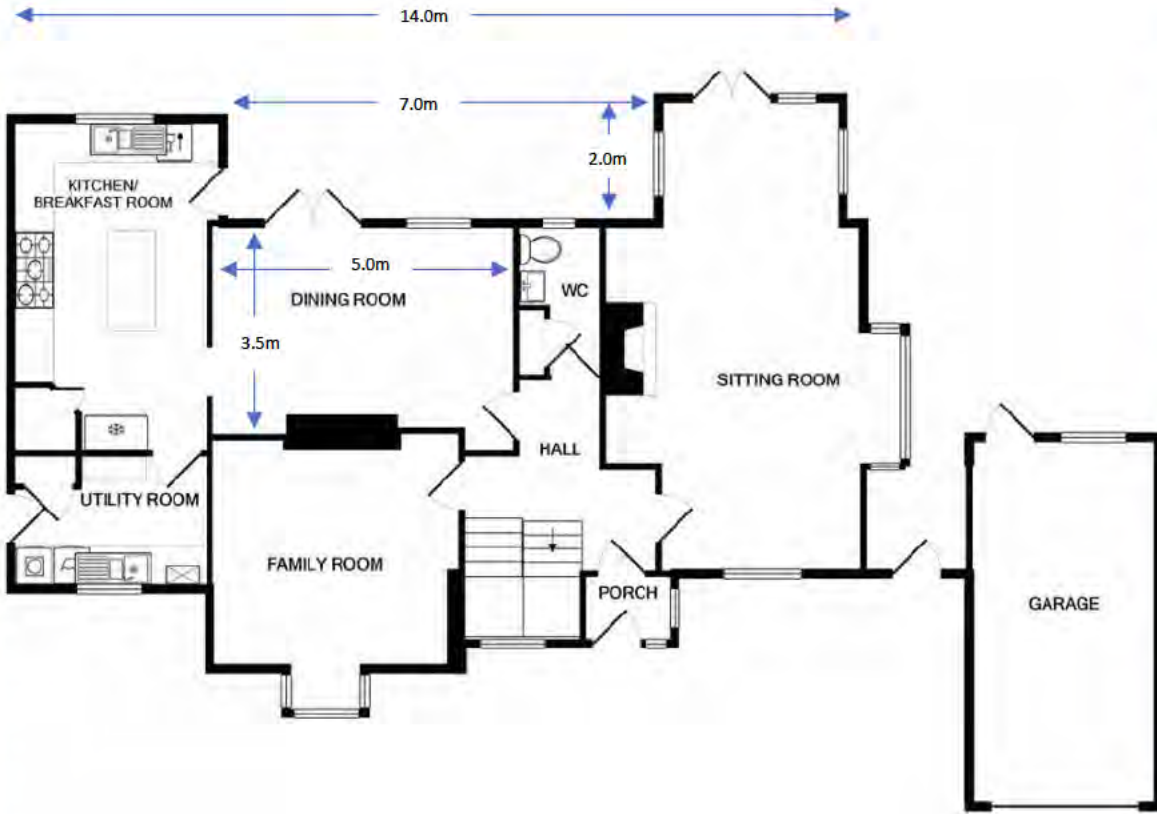 14.0m
7.0m
2.0m
KITCHEN/
BREAKFAST ROOM
5.0m
DINING ROOM
WC
3.5m
SITTING ROOM
HALL
UTILITY ROOM
FAMILY ROOM
PORCH
GARAGE